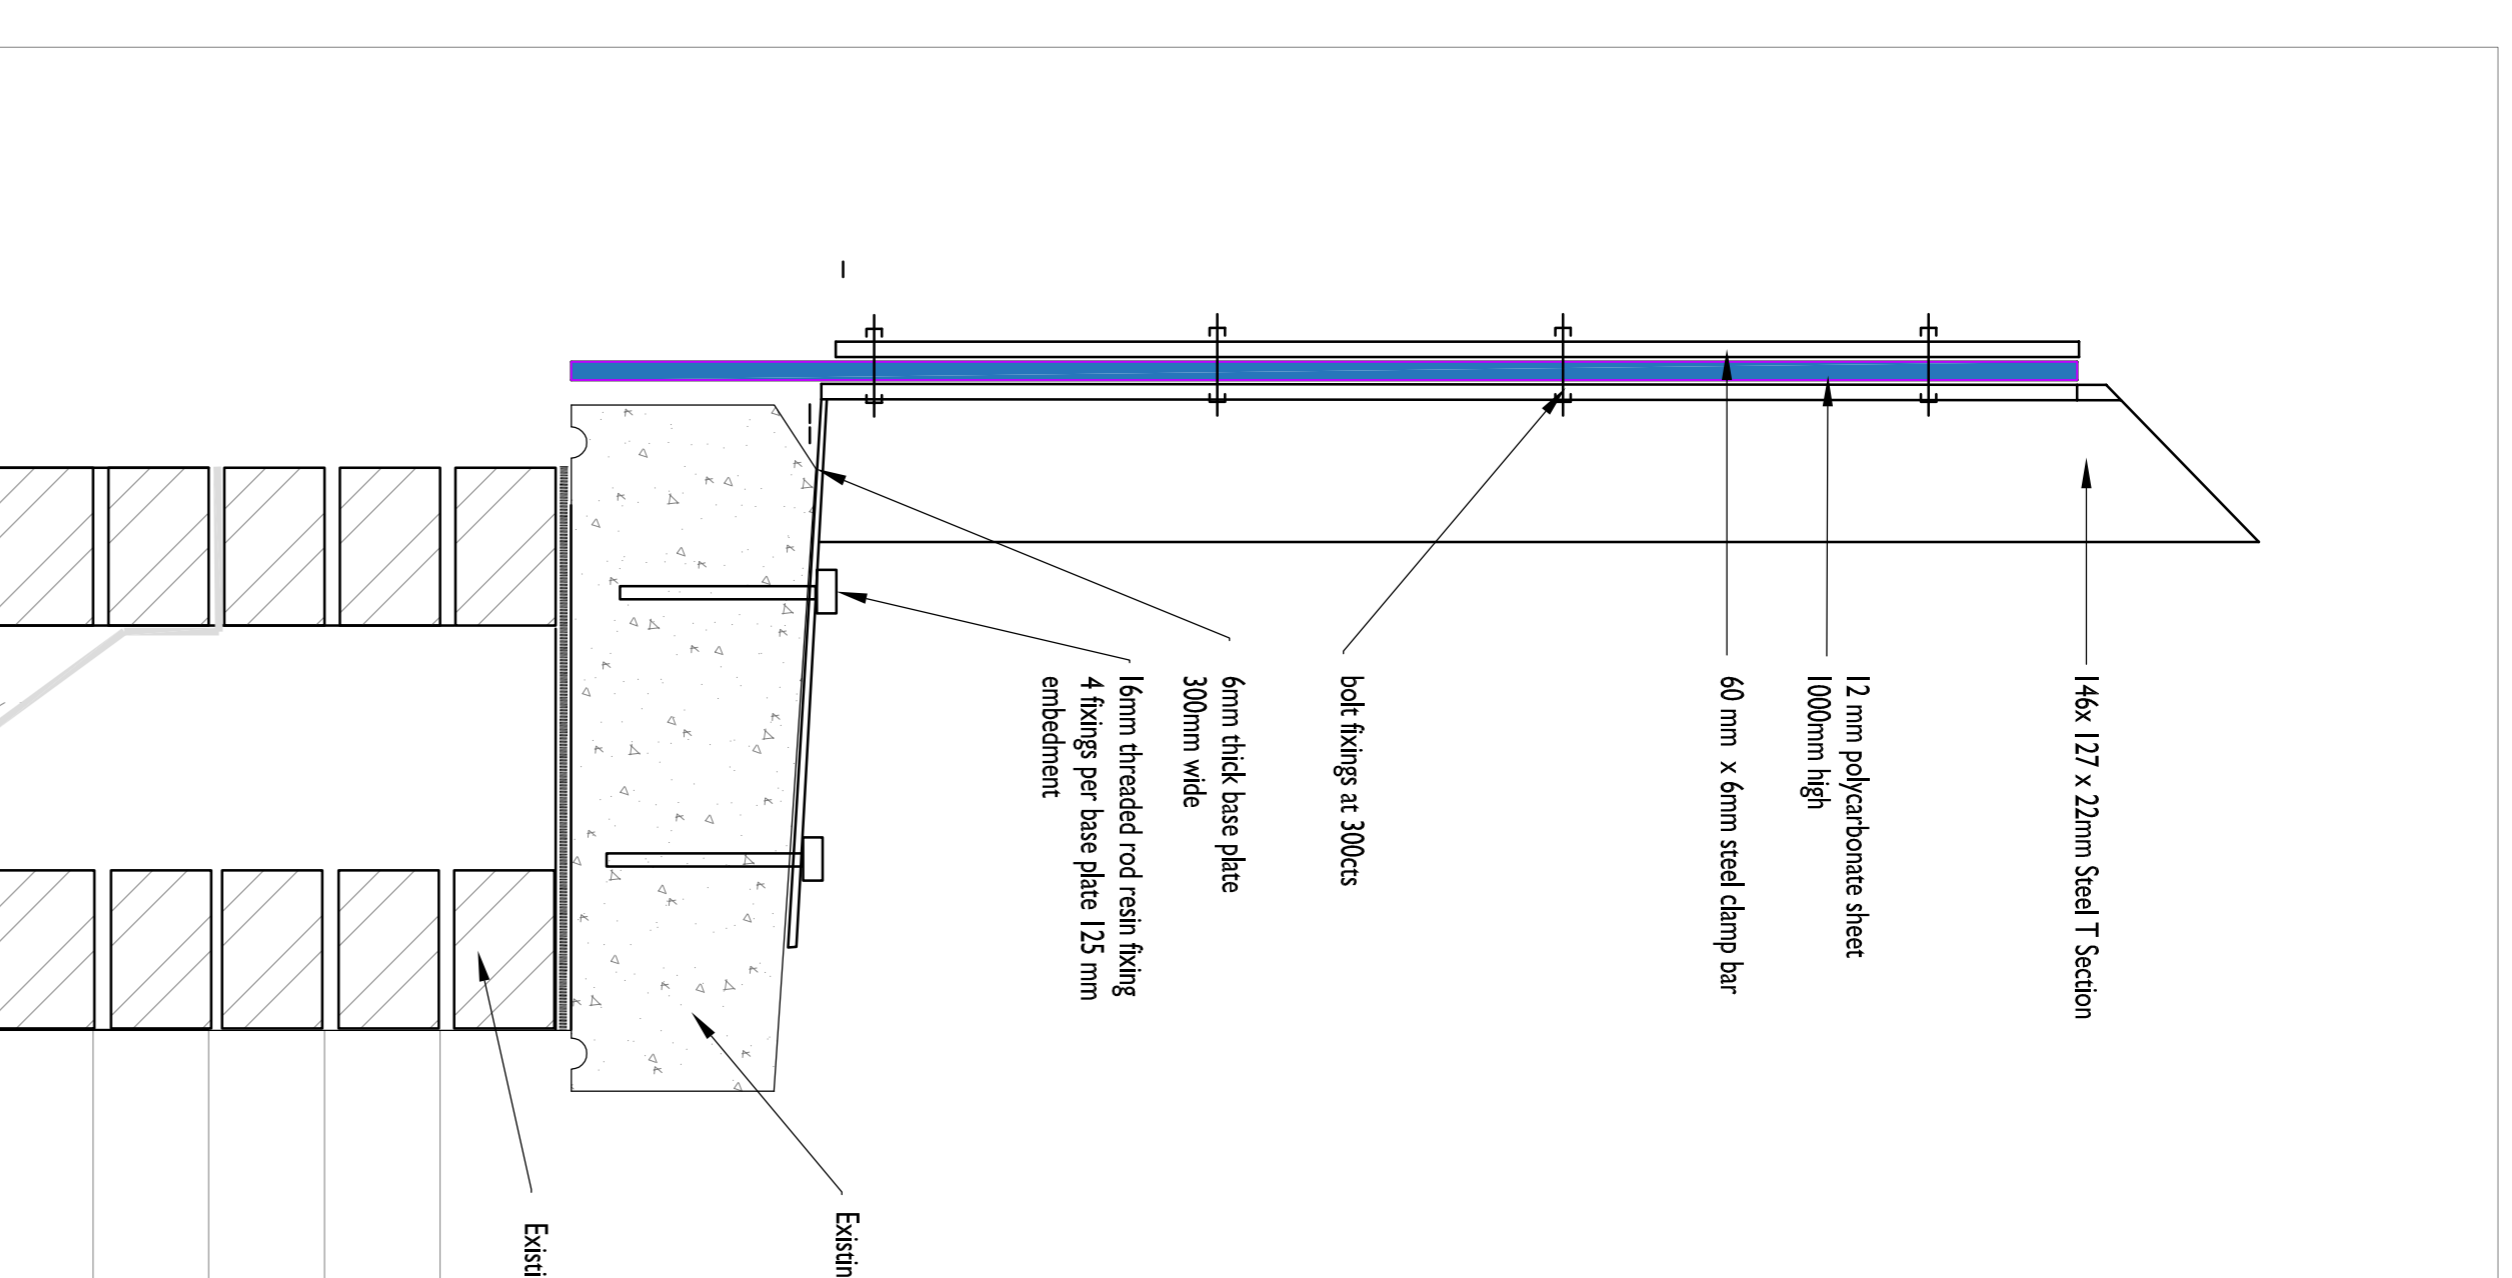 146x 127 x 22mm Steel T Section
12 mm polycarbonate sheet
1000mm high
60 mm x 6mm steel clamp bar
bolt fixings at 300cts
6mm thick base plate
300mm wide
16mm threaded rod resin fixing
4 fixings per base plate 125 mm
embedment
Existin
Existi